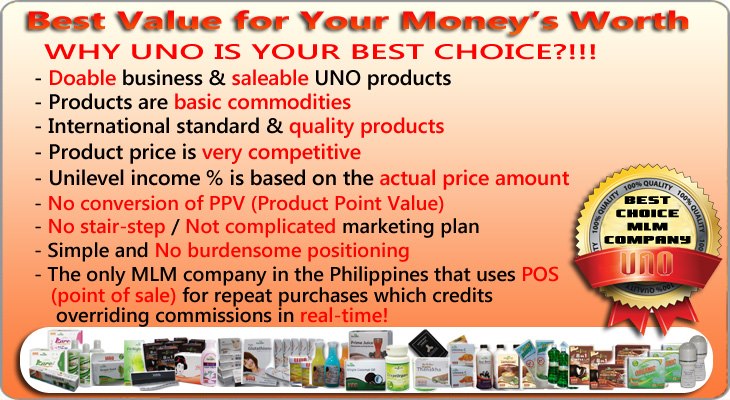 Best Value for Your Money's Worth
WHY UNO IS YOUR BEST CHOICE?!!!
- Doable business & saleable UNO products
- Products are basic commodities
- International standard & quality products
- Product price is very competitive
- Unilevel income % is based on the actual price amount
- No conversion of PPV (Product Point Value)
- No stair-step / Not complicated marketing plan
- Simple and No burdensome positioning
- The only MLM company in the Philippines that uses POS
(point of sale) for repeat purchases which credits
overriding commissions in real-time!
100% QUALITY
BEST
CHOICE
MLM
COMPANY
UNO
Glutathione
Prime Juice